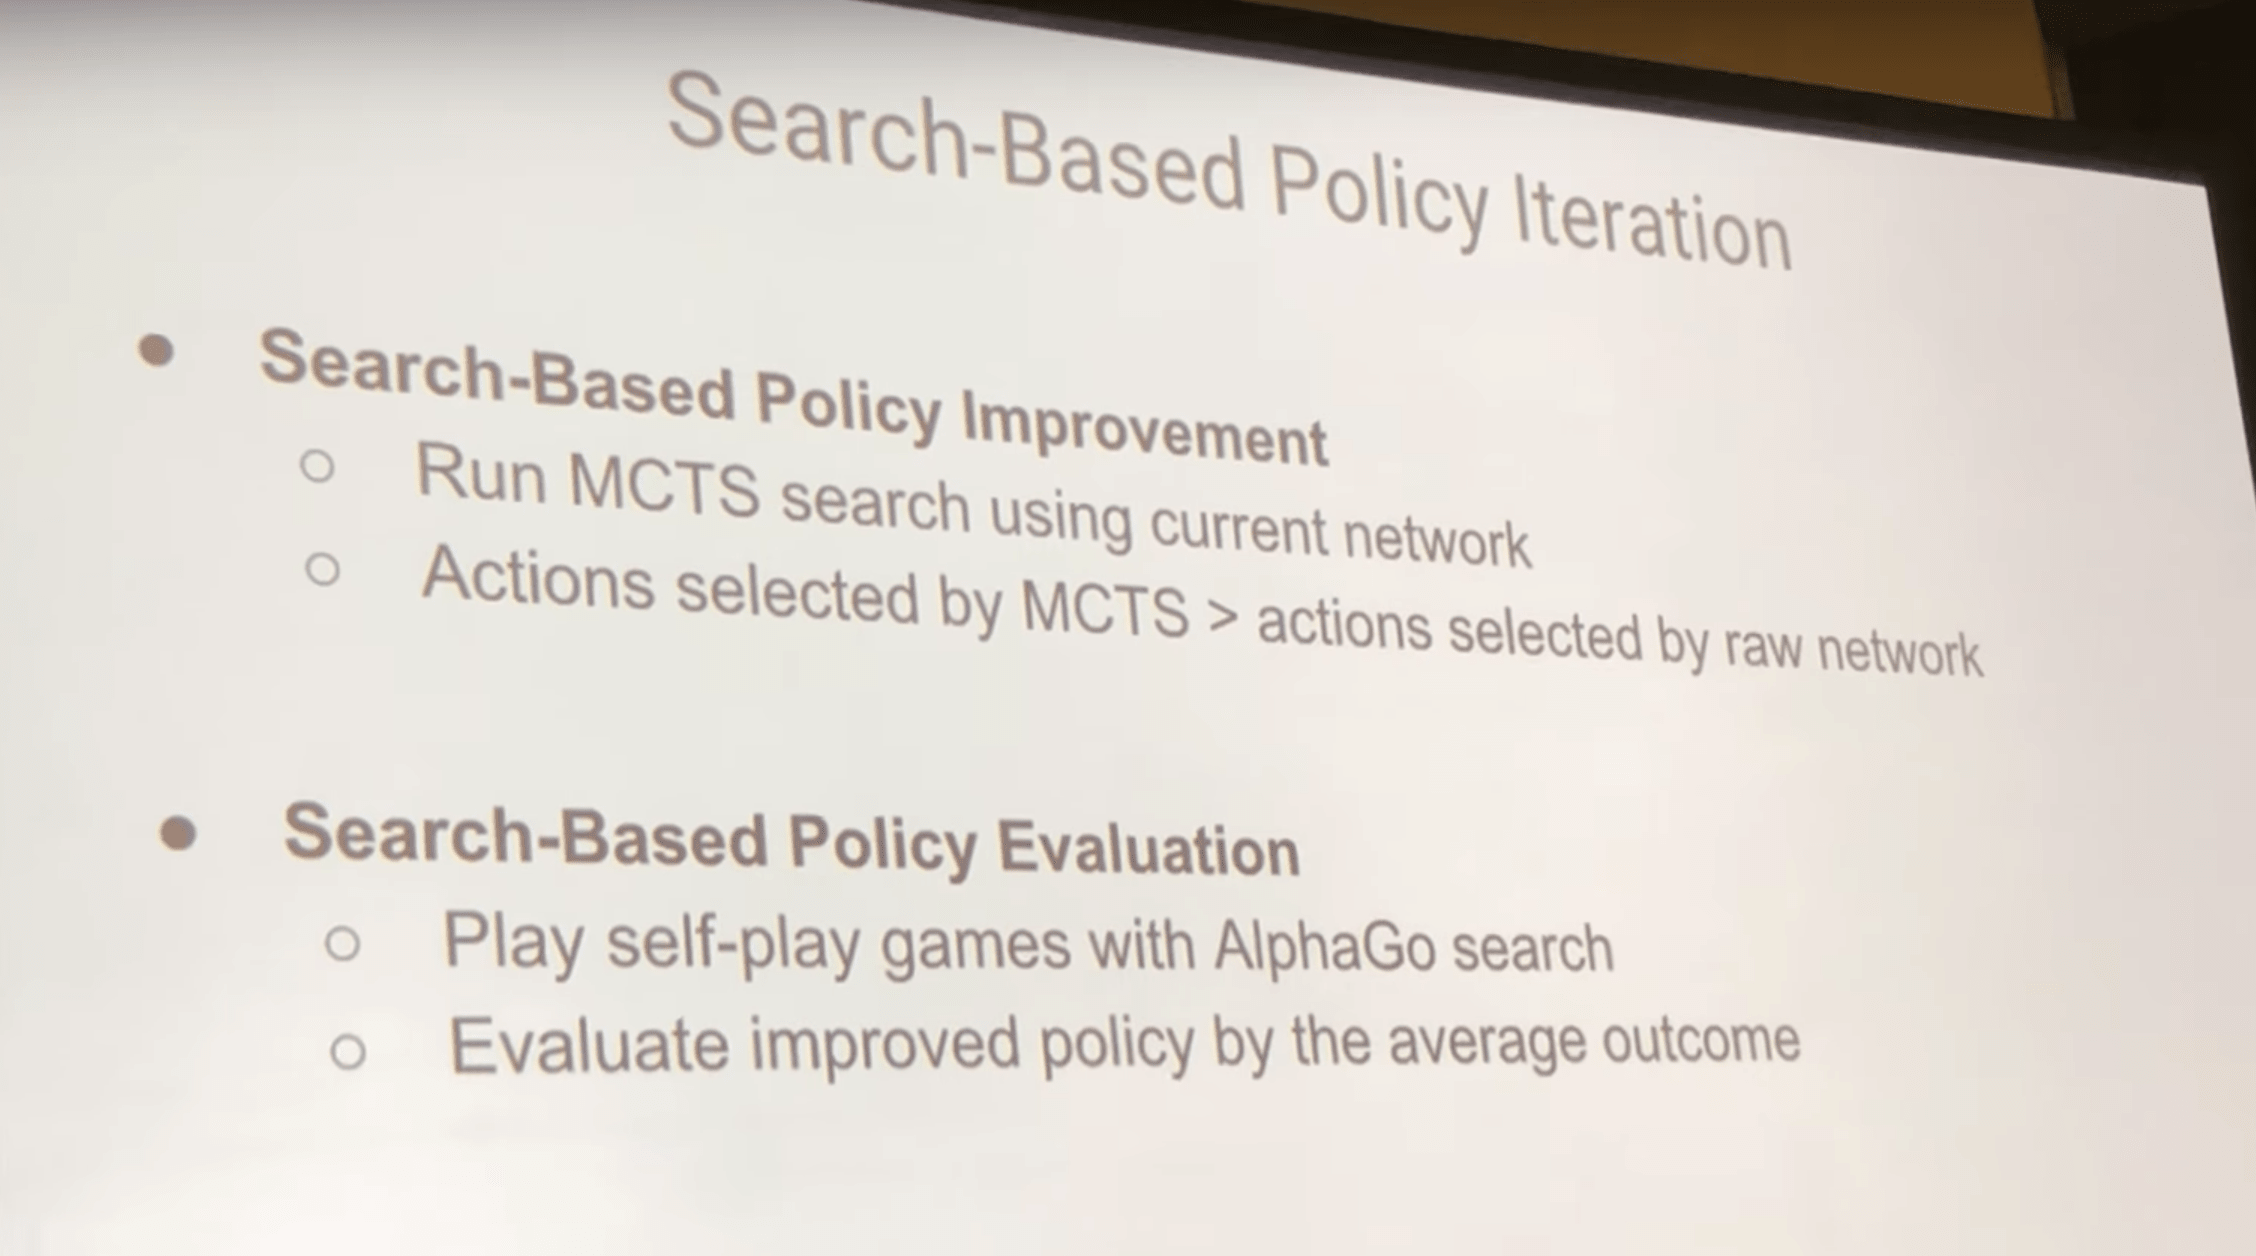 Search-Based Policy Iteration
● Search-Based Policy Improvement
○ Run MCTS search using current network
○ Actions selected by MCTS > actions selected by raw network
● Search-Based Policy Evaluation
○ Play self-play games with AlphaGo search
○ Evaluate improved policy by the average outcome